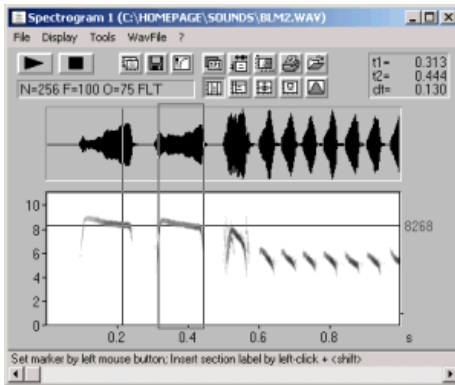 Spectrogram 1 (C:\HOMEPAGE\SOUNDS\BLM2.WAV)
File Display Tools WavFile ?
t1= 0.313
t2= 0.444
dt= 0.130
N=256 F=100 O=75 FLT
10
8
8268
6
4
2
0
0.2 0.4 0.6 0.8 s
Set marker by left mouse button; Insert section label by left-click + <shift>